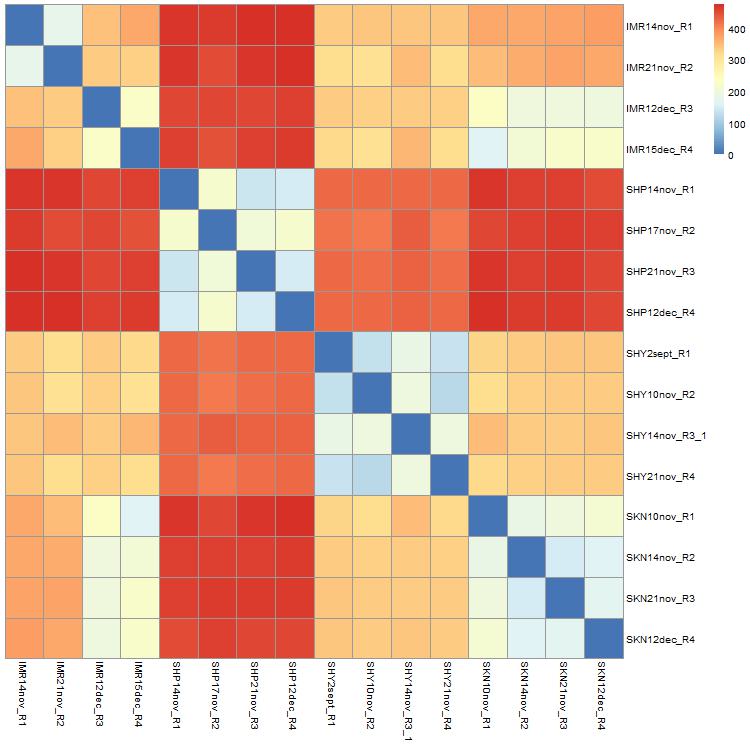 IMR14nov_R1
IMR21nov_R2
IMR12dec_R3
IMR15dec_R4
SHP14nov_R1
SHP17nov_R2
SHP21nov_R3
SHP12dec_R4
SHY2sept_R1
SHY10nov_R2
SHY14nov_R3_1
SHY21nov_R4
SKN10nov_R1
SKN14nov_R2
SKN21nov_R3
SKN12dec_R4
400
300
200
100
0
IMR14nov_R1
IMR21nov_R2
IMR12dec_R3
IMR15dec_R4
SHP14nov_R1
SHP17nov_R2
SHP21nov_R3
SHP12dec_R4
SHY2sept_R1
SHY10nov_R2
SHY14nov_R3_1
SHY21nov_R4
SKN10nov_R1
SKN14nov_R2
SKN21nov_R3
SKN12dec_R4